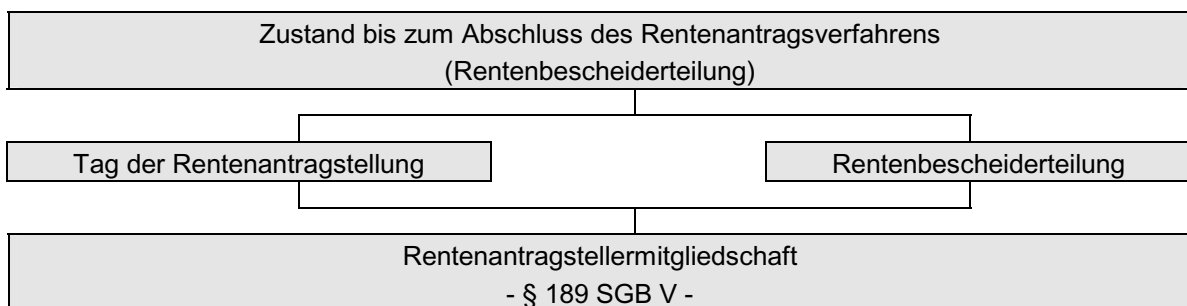 Zustand bis zum Abschluss des Rentenantragsverfahrens
(Rentenbescheiderteilung)
Tag der Rentenantragstellung
Rentenbescheiderteilung
Rentenantragstellermitgliedschaft
- § 189 SGB V -